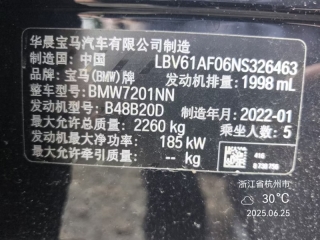 华晨宝马汽车有限公司制造
制造国：中国 LBV61AF06NS326463
品牌：宝马(BMW)牌 发动机排量：1998 mL
整车型号：BMW7201NN
发动机型号：B48B20D 制造年月：2022-01
最大允许总质量：2260 kg 乘坐人数：5
发动机最大净功率：185 kW
最大允许牵引质量：-- kg
浙江省杭州市
30°C
2025.06.25